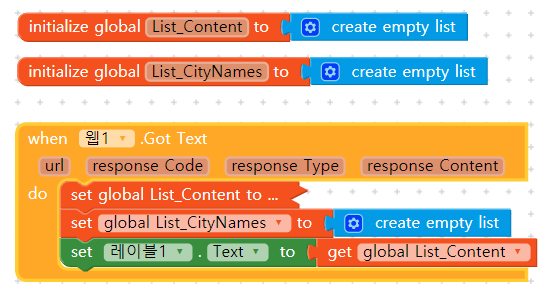 initialize global List_Content to create empty list
initialize global List_CityNames to create empty list
when 웹1 .Got Text
url response Code response Type response Content
do set global List_Content to ...
set global List_CityNames to create empty list
set 레이블1 . Text to get global List_Content